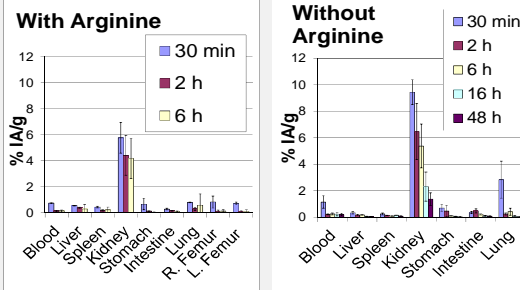 With Arginine
30 min
2 h
6 h
% IA/g
12
10
8
6
4
2
0
Blood
Liver
Spleen
Kidney
Stomach
Intestine
Lung
R. Femur
L. Femur
Without
Arginine
30 min
2 h
6 h
16 h
48 h
% IA/g
12
10
8
6
4
2
0
Blood
Liver
Spleen
Kidney
Stomach
Intestine
Lung